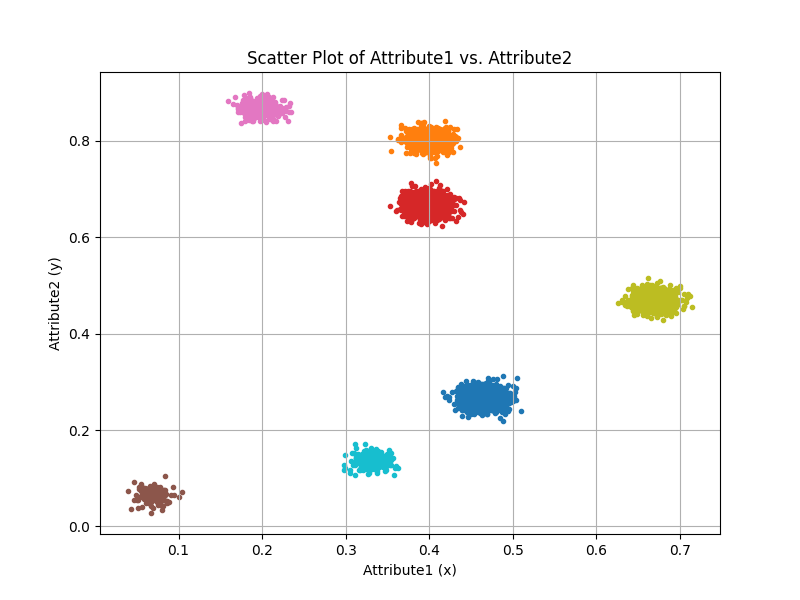 Scatter Plot of Attribute1 vs. Attribute2
0.8
0.6
0.4
0.2
0.0
Attribute2 (y)
0.1 0.2 0.3 0.4 0.5 0.6 0.7
Attribute1 (x)